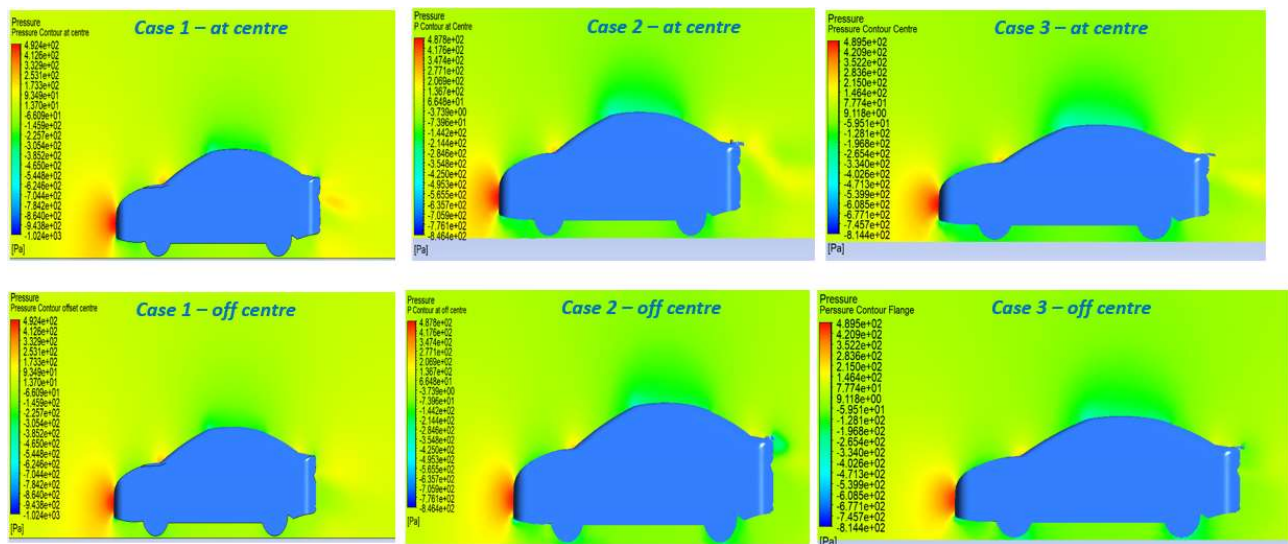 Case 1 – at centre
Pressure
Pressure Contour at centre
4.924e+02
4.126e+02
3.329e+02
2.531e+02
1.733e+02
9.349e+01
1.370e+01
-6.609e+01
-1.459e+02
-2.257e+02
-3.054e+02
-3.852e+02
-4.650e+02
-5.448e+02
-6.246e+02
-7.044e+02
-7.842e+02
-8.640e+02
-9.438e+02
-1.024e+03
[Pa]
Case 2 – at centre
Pressure
P Contour at Centre
4.878e+02
4.176e+02
3.474e+02
2.771e+02
2.069e+02
1.367e+02
6.648e+01
-3.739e+00
-7.396e+01
-1.442e+02
-2.144e+02
-2.846e+02
-3.548e+02
-4.250e+02
-4.953e+02
-5.655e+02
-6.357e+02
-7.059e+02
-7.761e+02
-8.464e+02
[Pa]
Case 3 – at centre
Pressure
Pressure Contour Centre
4.895e+02
4.209e+02
3.522e+02
2.836e+02
2.150e+02
1.464e+02
7.774e+01
9.118e+00
-5.951e+01
-1.281e+02
-1.968e+02
-2.654e+02
-3.340e+02
-4.026e+02
-4.713e+02
-5.399e+02
-6.085e+02
-6.771e+02
-7.457e+02
-8.144e+02
[Pa]
Case 1 – off centre
Pressure
Pressure Contour offset centre
4.924e+02
4.126e+02
3.329e+02
2.531e+02
1.733e+02
9.349e+01
1.370e+01
-6.609e+01
-1.459e+02
-2.257e+02
-3.054e+02
-3.852e+02
-4.650e+02
-5.448e+02
-6.246e+02
-7.044e+02
-7.842e+02
-8.640e+02
-9.438e+02
-1.024e+03
[Pa]
Case 2 – off centre
Pressure
P Contour at off centre
4.878e+02
4.176e+02
3.474e+02
2.771e+02
2.069e+02
1.367e+02
6.648e+01
-3.739e+00
-7.396e+01
-1.442e+02
-2.144e+02
-2.846e+02
-3.548e+02
-4.250e+02
-4.953e+02
-5.655e+02
-6.357e+02
-7.059e+02
-7.761e+02
-8.464e+02
[Pa]
Case 3 – off centre
Pressure
Perssure Contour Flange
4.895e+02
4.209e+02
3.522e+02
2.836e+02
2.150e+02
1.464e+02
7.774e+01
9.118e+00
-5.951e+01
-1.281e+02
-1.968e+02
-2.654e+02
-3.340e+02
-4.026e+02
-4.713e+02
-5.399e+02
-6.085e+02
-6.771e+02
-7.457e+02
-8.144e+02
[Pa]